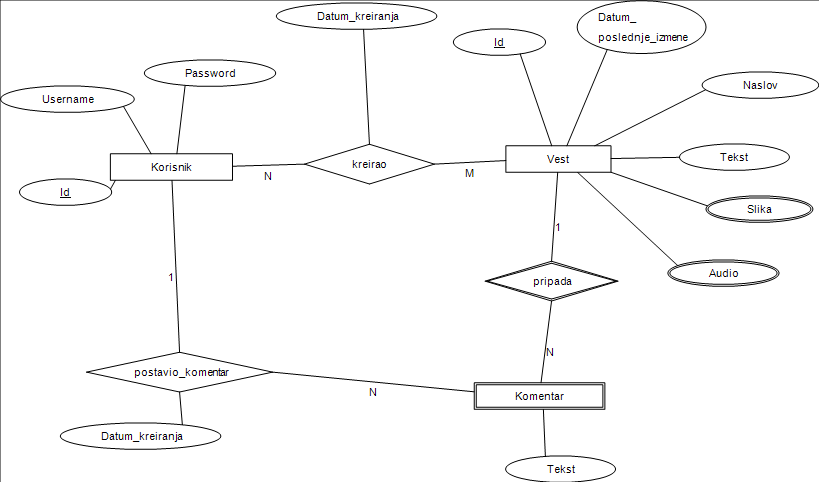 Datum_kreiranja
Datum_
poslednje_izmene
Id
Password
Naslov
Username
Tekst
Korisnik
kreirao
Vest
N
M
Id
Slika
1
Audio
1
pripada
N
postavio_komentar
N
Komentar
Datum_kreiranja
Tekst